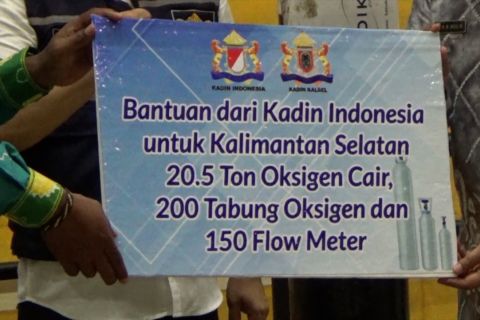 KADIN INDONESIA KADIN KALSEL
Bantuan dari Kadin Indonesia
untuk Kalimantan Selatan
20.5 Ton Oksigen Cair,
200 Tabung Oksigen dan
150 Flow Meter